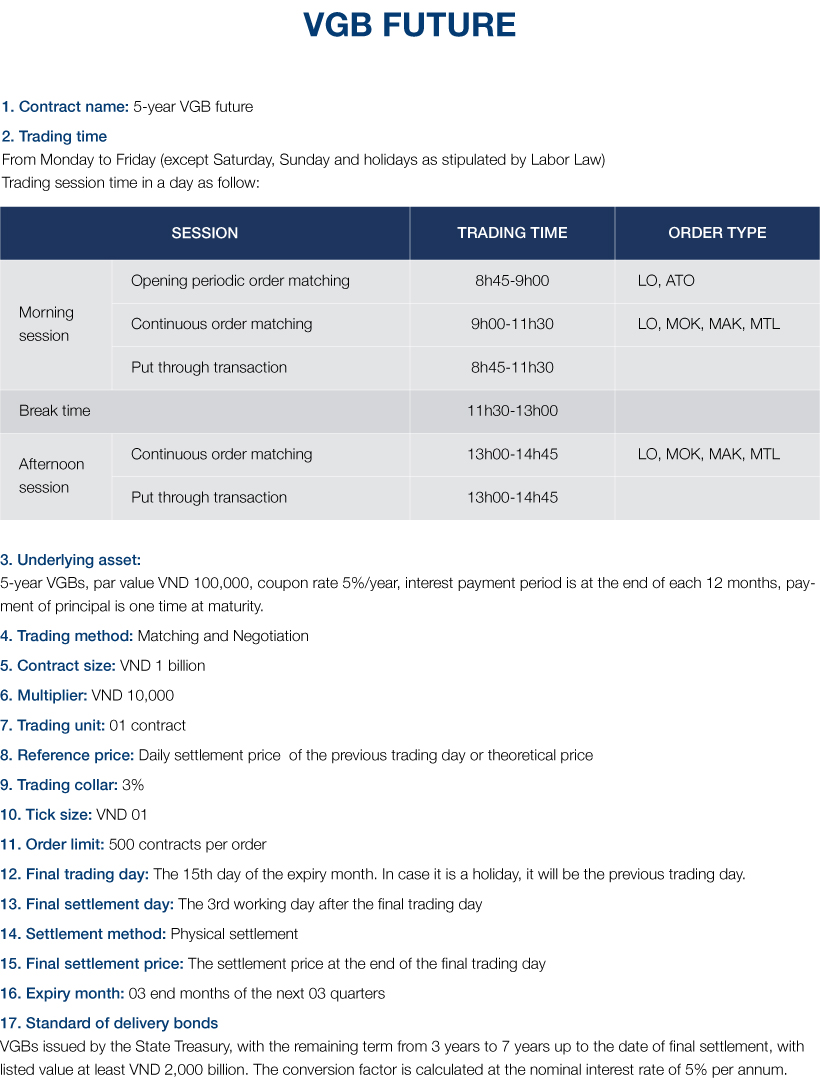 VGB FUTURE
1. Contract name: 5-year VGB future
2. Trading time
From Monday to Friday (except Saturday, Sunday and holidays as stipulated by Labor Law)
Trading session time in a day as follow:
SESSION TRADING TIME ORDER TYPE
Morning session
Opening periodic order matching 8h45-9h00 LO, ATO
Continuous order matching 9h00-11h30 LO, MOK, MAK, MTL
Put through transaction 8h45-11h30
Break time 11h30-13h00
Afternoon session
Continuous order matching 13h00-14h45 LO, MOK, MAK, MTL
Put through transaction 13h00-14h45
3. Underlying asset:
5-year VGBs, par value VND 100,000, coupon rate 5%/year, interest payment period is at the end of each 12 months, pay-
ment of principal is one time at maturity.
4. Trading method: Matching and Negotiation
5. Contract size: VND 1 billion
6. Multiplier: VND 10,000
7. Trading unit: 01 contract
8. Reference price: Daily settlement price of the previous trading day or theoretical price
9. Trading collar: 3%
10. Tick size: VND 01
11. Order limit: 500 contracts per order
12. Final trading day: The 15th day of the expiry month. In case it is a holiday, it will be the previous trading day.
13. Final settlement day: The 3rd working day after the final trading day
14. Settlement method: Physical settlement
15. Final settlement price: The settlement price at the end of the final trading day
16. Expiry month: 03 end months of the next 03 quarters
17. Standard of delivery bonds
VGBs issued by the State Treasury, with the remaining term from 3 years to 7 years up to the date of final settlement, with
listed value at least VND 2,000 billion. The conversion factor is calculated at the nominal interest rate of 5% per annum.